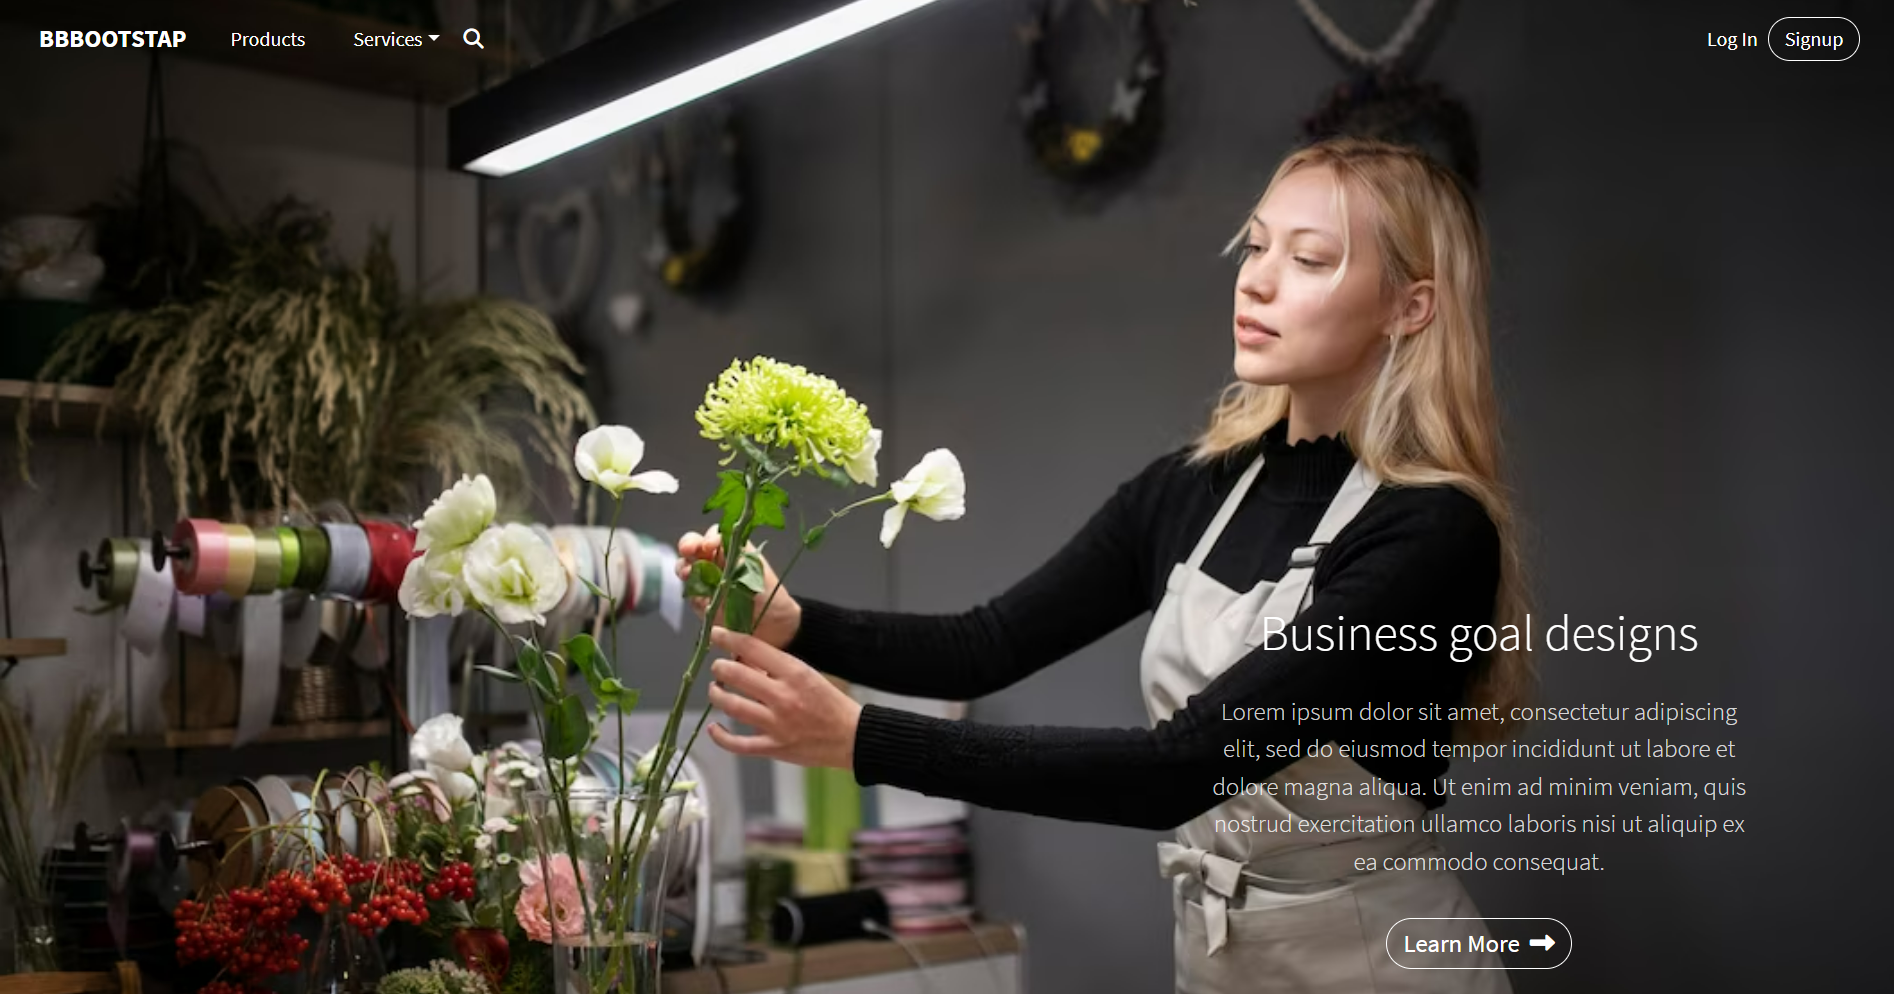 BBBOOTSTAP Products Services Log In Signup
Business goal designs
Lorem ipsum dolor sit amet, consectetur adipiscing
elit, sed do eiusmod tempor incididunt ut labore et
dolore magna aliqua. Ut enim ad minim veniam, quis
nostrud exercitation ullamco laboris nisi ut aliquip ex
ea commodo consequat.
Learn More